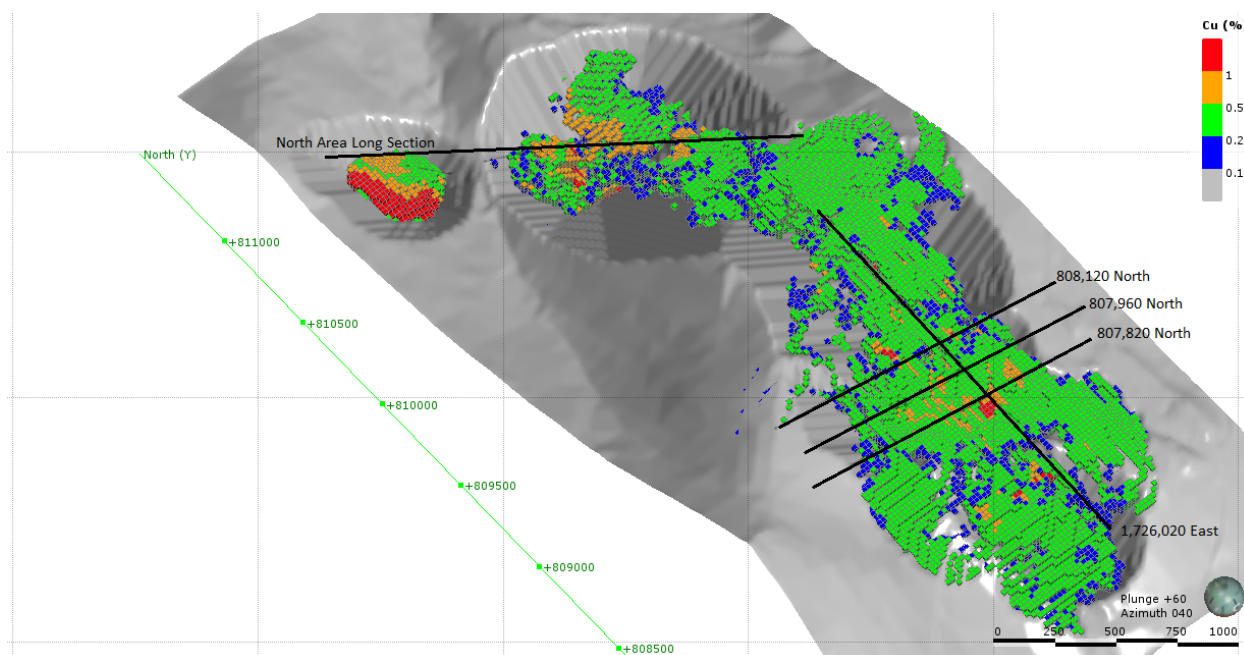 Cu (%
1
0.5
0.2
0.1
North Area Long Section
North (Y)
+811000
+810500
+810000
+809500
+809000
+808500
808,120 North
807,960 North
807,820 North
1,726,020 East
Plunge +60
Azimuth 040
0 250 500 750 1000